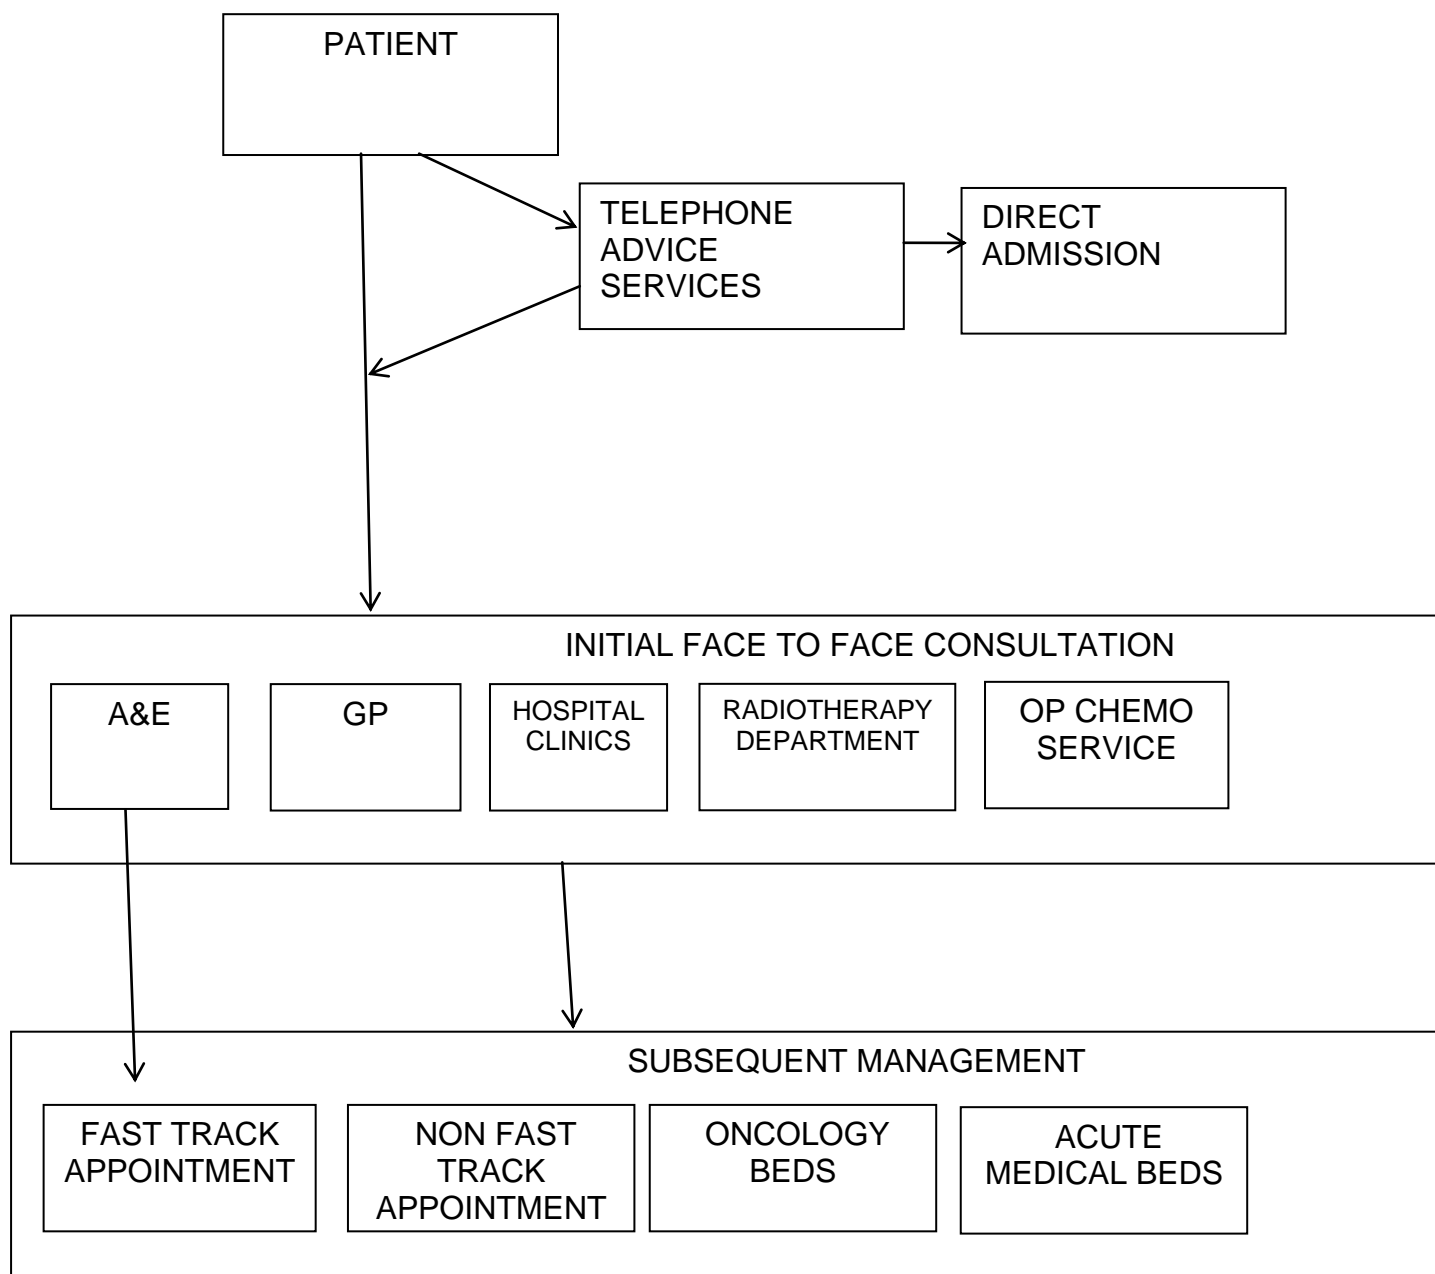 PATIENT
TELEPHONE
ADVICE
SERVICES
DIRECT
ADMISSION
INITIAL FACE TO FACE CONSULTATION
A&E
GP
HOSPITAL
CLINICS
RADIOTHERAPY
DEPARTMENT
OP CHEMO
SERVICE
SUBSEQUENT MANAGEMENT
FAST TRACK
APPOINTMENT
NON FAST
TRACK
APPOINTMENT
ONCOLOGY
BEDS
ACUTE
MEDICAL BEDS